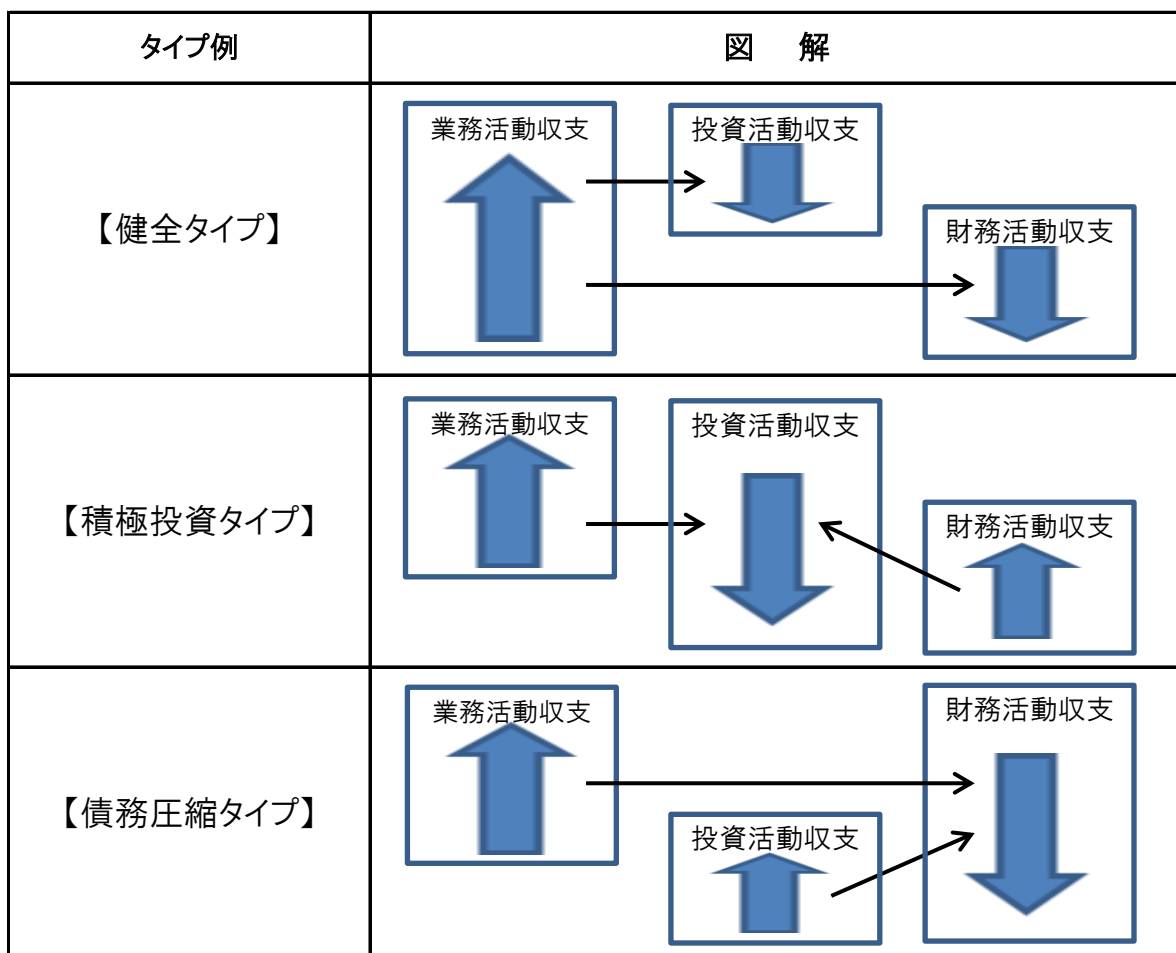 タイプ例
図 解
【健全タイプ】
業務活動収支
投資活動収支
財務活動収支
【積極投資タイプ】
業務活動収支
投資活動収支
財務活動収支
【債務圧縮タイプ】
業務活動収支
財務活動収支
投資活動収支